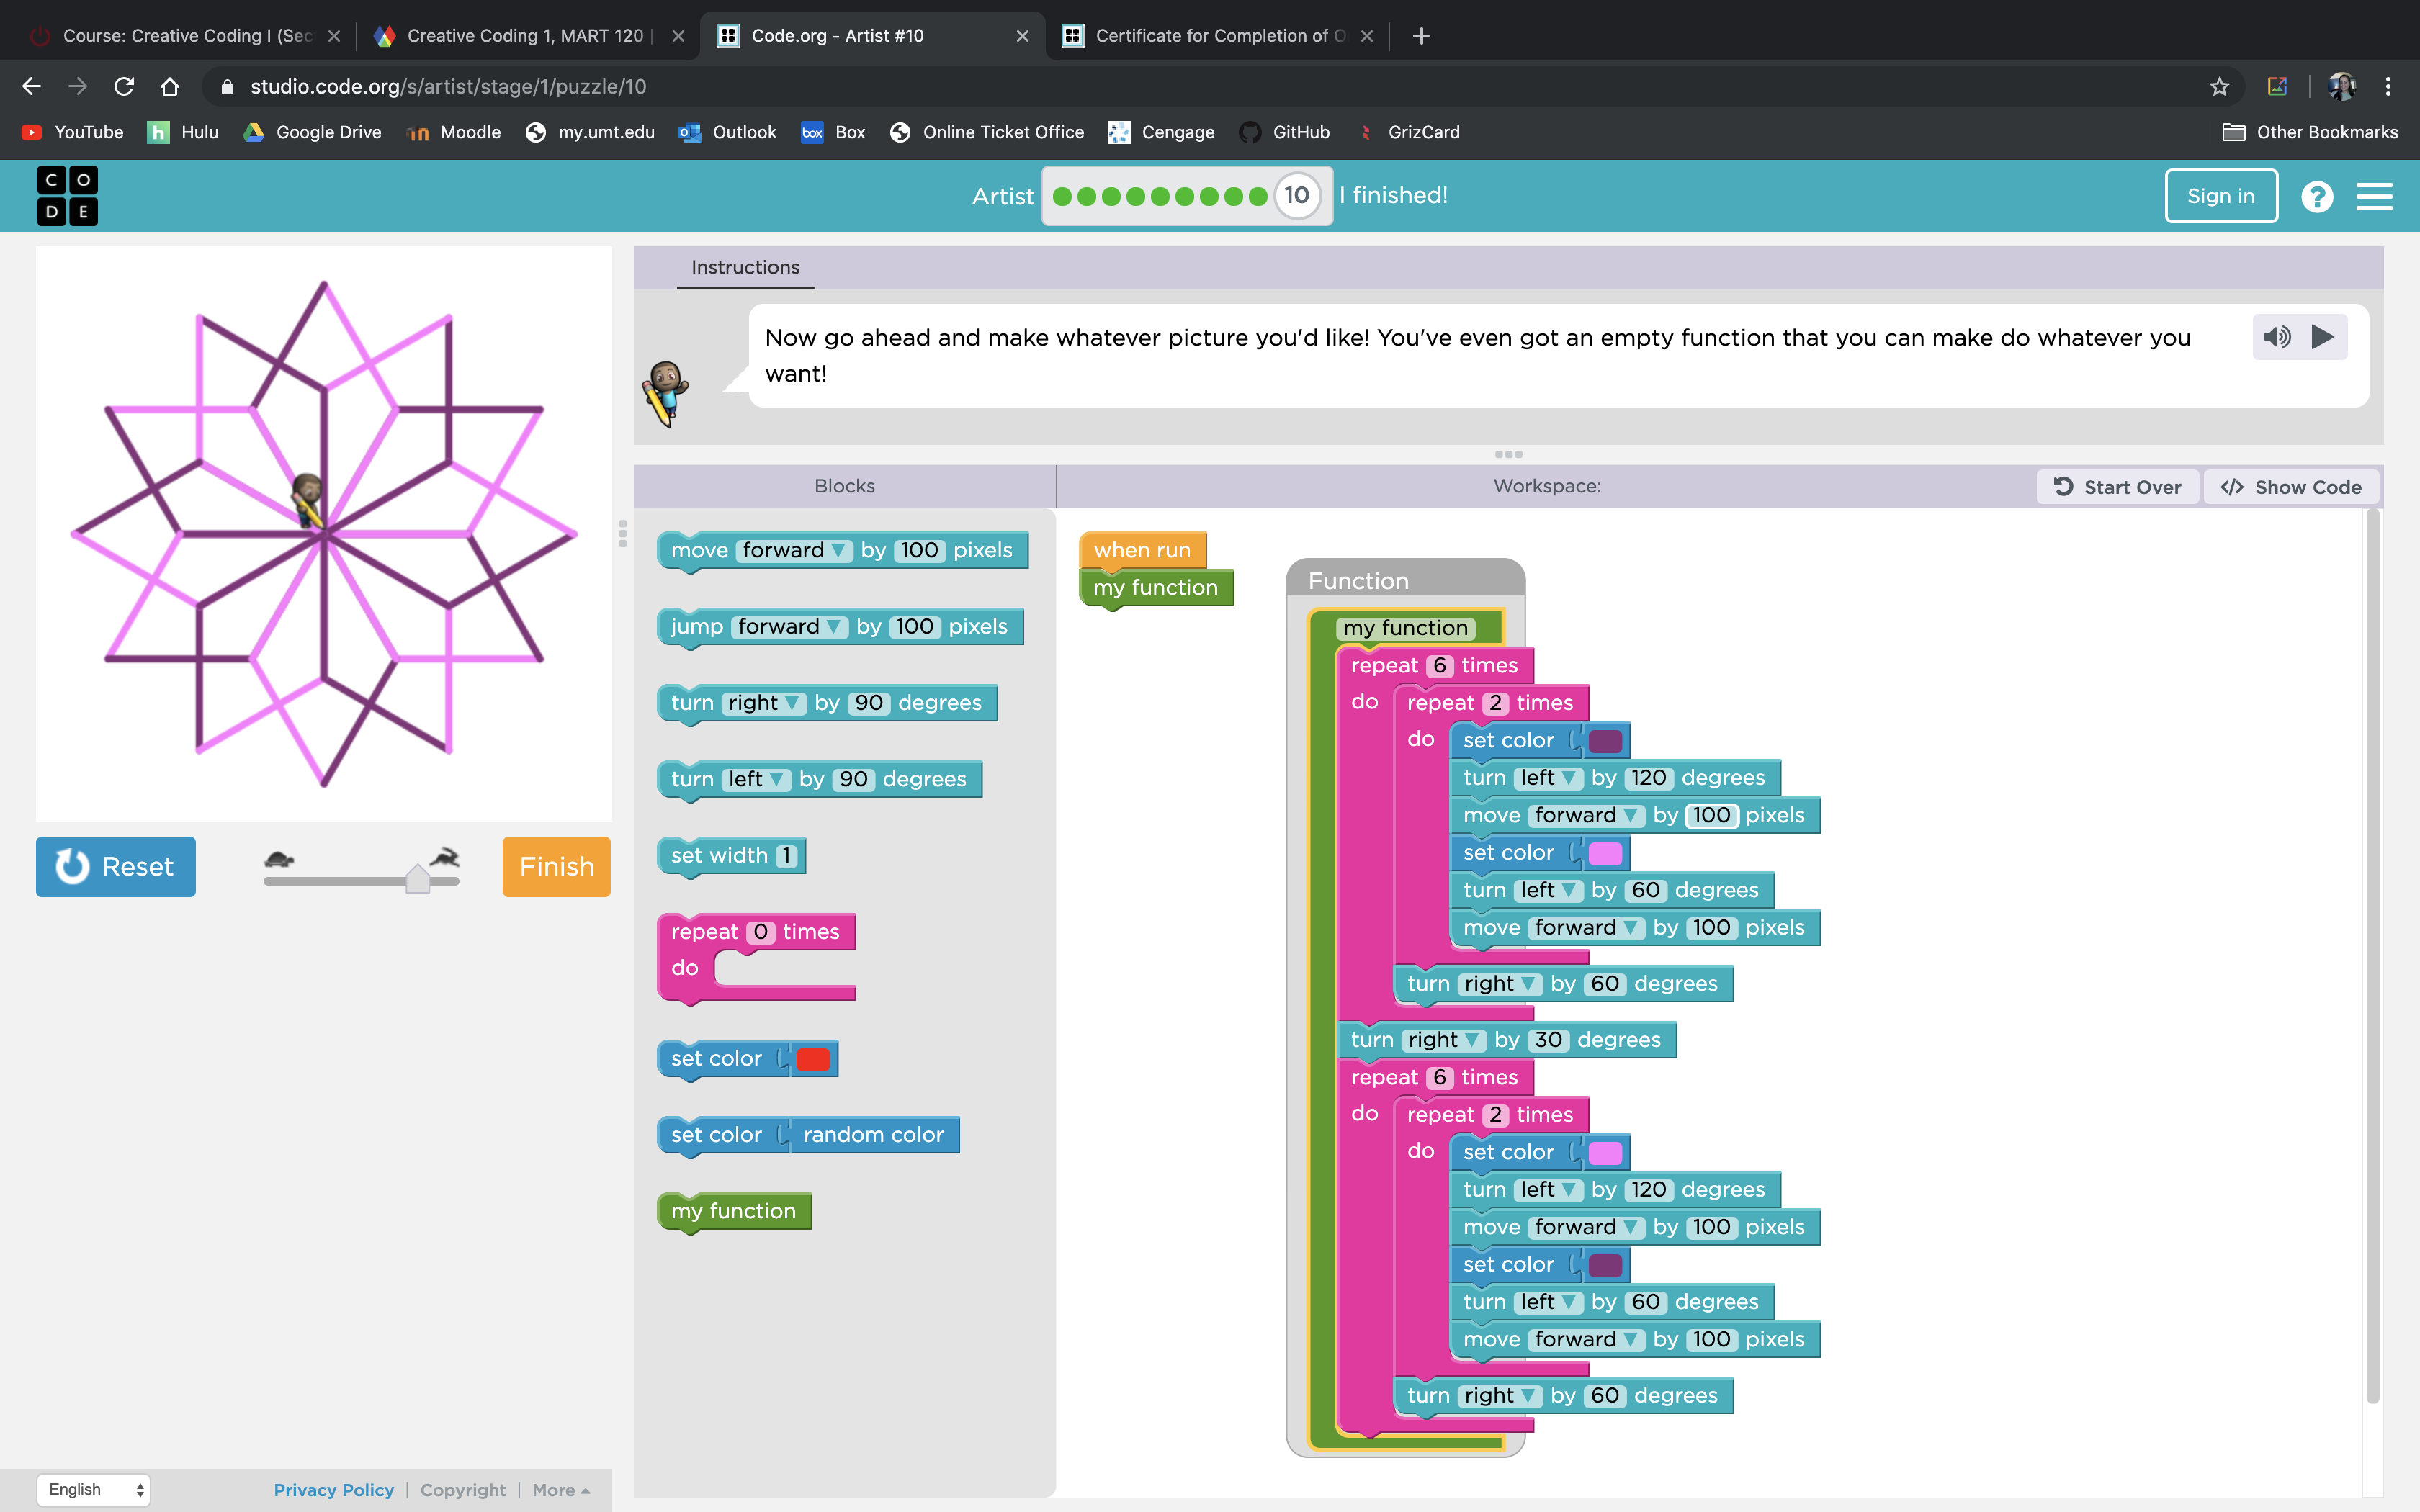 Course: Creative Coding I (Sec
Creative Coding 1, MART 120 |
Code.org - Artist #10
Certificate for Completion of O
studio.code.org/s/artist/stage/1/puzzle/10
YouTube
Hulu
Google Drive
Moodle
my.umt.edu
Outlook
box Box
Online Ticket Office
Cengage
GitHub
GrizCard
Other Bookmarks
C O
D E
Artist
10
I finished!
Sign in
?
Instructions
Now go ahead and make whatever picture you'd like! You've even got an empty function that you can make do whatever you
want!
Blocks
Workspace:
Start Over
</> Show Code
Reset
Finish
move forward by 100 pixels
jump forward by 100 pixels
turn right by 90 degrees
turn left by 90 degrees
set width 1
repeat 0 times
do
set color
set color random color
my function
when run
my function
Function
my function
repeat 6 times
do repeat 2 times
do set color
turn left by 120 degrees
move forward by 100 pixels
set color
turn left by 60 degrees
move forward by 100 pixels
turn right by 60 degrees
turn right by 30 degrees
repeat 6 times
do repeat 2 times
do set color
turn left by 120 degrees
move forward by 100 pixels
set color
turn left by 60 degrees
move forward by 100 pixels
turn right by 60 degrees
English
Privacy Policy | Copyright | More